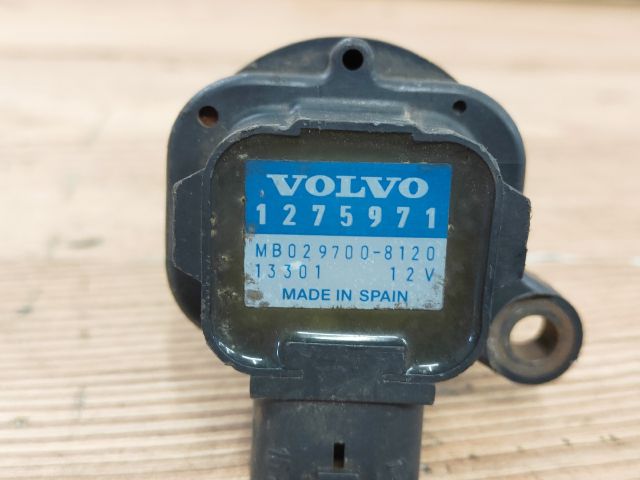 VOLVO
1275971
MB029700-8120
13301 12V
MADE IN SPAIN